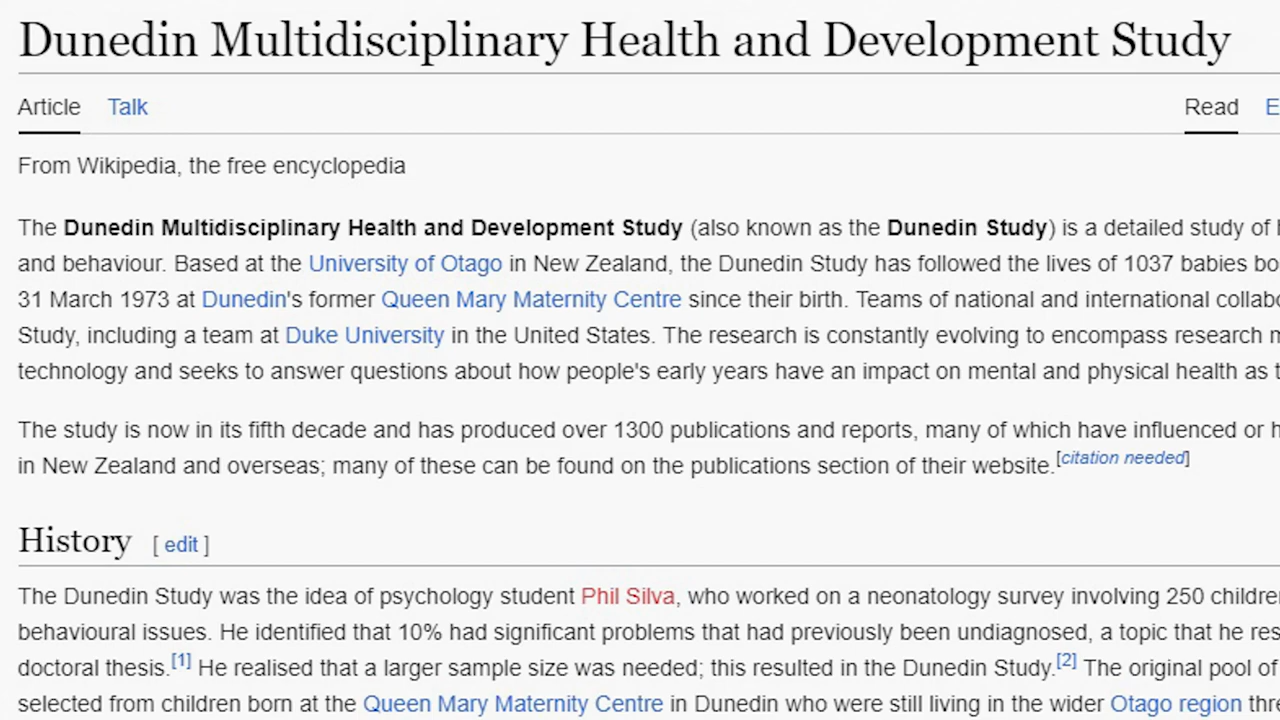 Dunedin Multidisciplinary Health and Development Study
Article Talk Read E
From Wikipedia, the free encyclopedia
The Dunedin Multidisciplinary Health and Development Study (also known as the Dunedin Study) is a detailed study of
and behaviour. Based at the University of Otago in New Zealand, the Dunedin Study has followed the lives of 1037 babies bo
31 March 1973 at Dunedin's former Queen Mary Maternity Centre since their birth. Teams of national and international collabo
Study, including a team at Duke University in the United States. The research is constantly evolving to encompass research
technology and seeks to answer questions about how people's early years have an impact on mental and physical health as t
The study is now in its fifth decade and has produced over 1300 publications and reports, many of which have influenced or h
in New Zealand and overseas; many of these can be found on the publications section of their website.[citation needed]
History [ edit ]
The Dunedin Study was the idea of psychology student Phil Silva, who worked on a neonatology survey involving 250 childre
behavioural issues. He identified that 10% had significant problems that had previously been undiagnosed, a topic that he res
doctoral thesis.[1] He realised that a larger sample size was needed; this resulted in the Dunedin Study.[2] The original pool of
selected from children born at the Queen Mary Maternity Centre in Dunedin who were still living in the wider Otago region thr